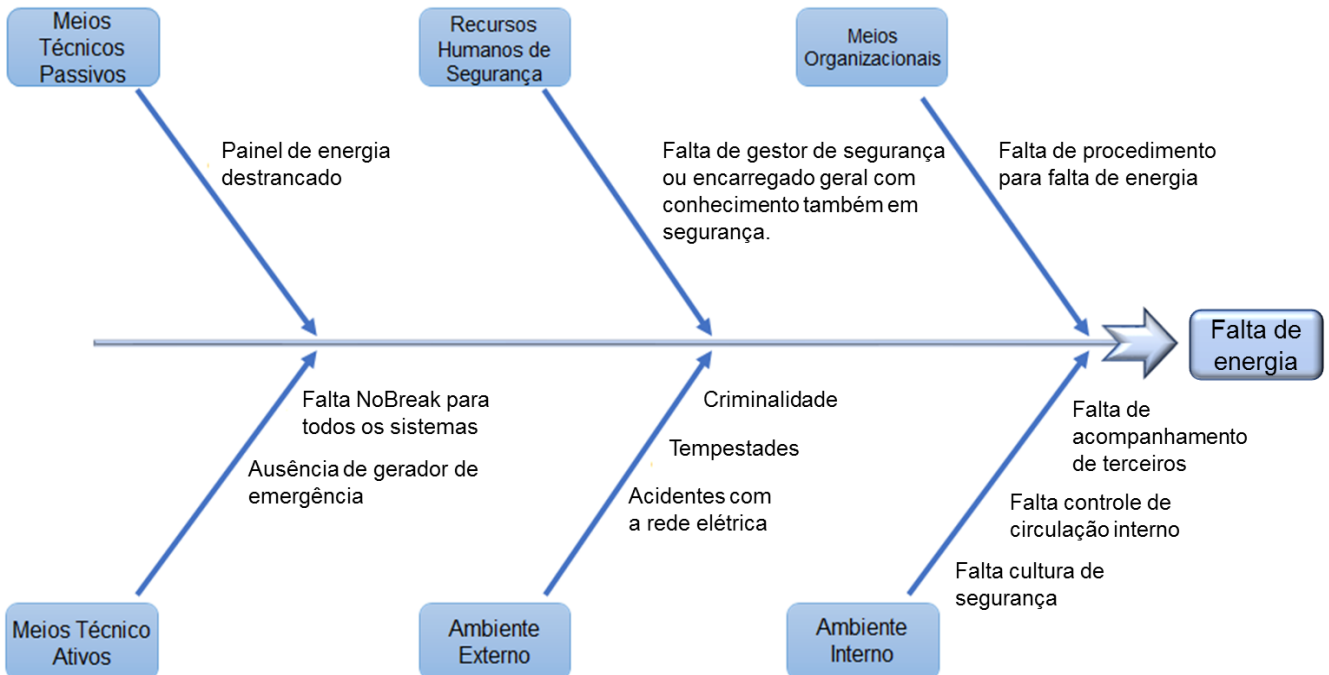 Meios
Técnicos
Passivos
Recursos
Humanos de
Segurança
Meios
Organizacionais
Painel de energia
destrancado
Falta de gestor de segurança
ou encarregado geral com
conhecimento também em
segurança.
Falta de procedimento
para falta de energia
Falta de
energia
Falta NoBreak para
todos os sistemas
Ausência de gerador de
emergência
Criminalidade
Tempestades
Acidentes com
a rede elétrica
Falta de
acompanhamento
de terceiros
Falta controle de
circulação interno
Falta cultura de
segurança
Meios Técnico
Ativos
Ambiente
Externo
Ambiente
Interno